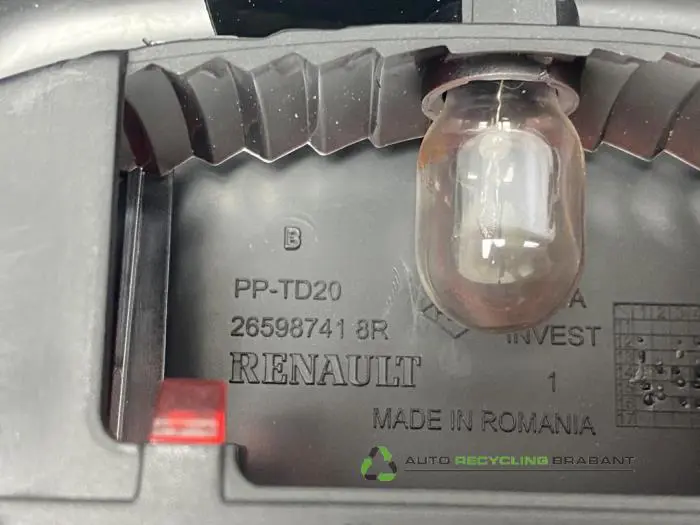 B
PP-TD20
26598741 8R
INVEST
RENAULT
1
MADE IN ROMANIA
AUTO RECYCLING BRABANT